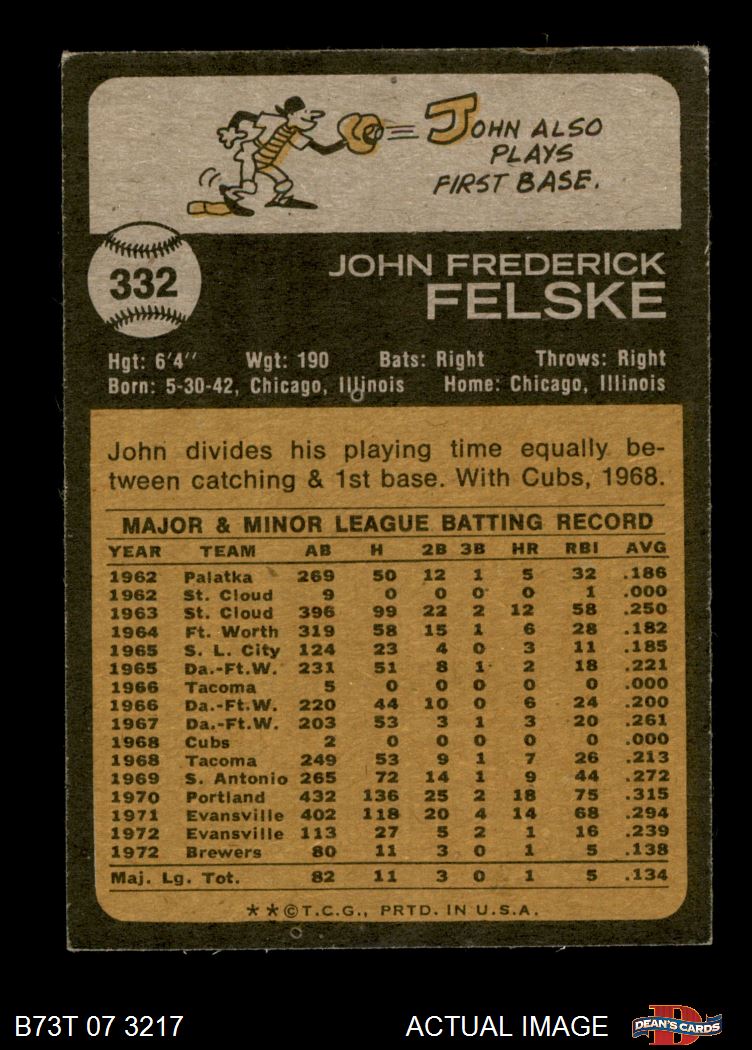 JOHN ALSO
PLAYS
FIRST BASE.
332
JOHN FREDERICK
FELSKE
Hgt: 6'4" Wgt: 190 Bats: Right Throws: Right
Born: 5-30-42, Chicago, Illinois Home: Chicago, Illinois
John divides his playing time equally be-
tween catching & 1st base. With Cubs, 1968.
MAJOR & MINOR LEAGUE BATTING RECORD
YEAR TEAM AB H 2B 3B HR RBI AVG
1962 Palatka 269 50 12 1 5 32 .186
1962 St. Cloud 9 0 0 0 0 1 .000
1963 St. Cloud 396 99 22 2 12 58 .250
1964 Ft. Worth 319 58 15 1 6 28 .182
1965 S. L. City 124 23 4 0 3 11 .185
1965 Da.-Ft.W. 231 51 8 1 2 18 .221
1966 Tacoma 5 0 0 0 0 0 .000
1966 Da.-Ft.W. 220 44 10 0 6 24 .200
1967 Da.-Ft.W. 203 53 3 1 3 20 .261
1968 Cubs 2 0 0 0 0 0 .000
1968 Tacoma 249 53 9 1 7 26 .213
1969 S. Antonio 265 72 14 1 9 44 .272
1970 Portland 432 136 25 2 18 75 .315
1971 Evansville 402 118 20 4 14 68 .294
1972 Evansville 113 27 5 2 1 16 .239
1972 Brewers 80 11 3 0 1 5 .138
Maj. Lg. Tot. 82 11 3 0 1 5 .134
**©T.C.G., PRTD. IN U.S.A.
B73T 07 3217 ACTUAL IMAGE DEAN'S CARDS